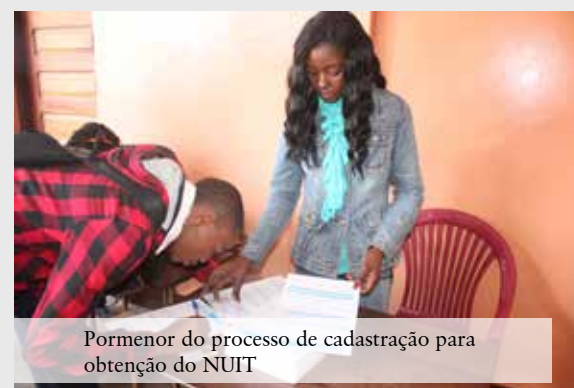 Pormenor do processo de cadastração para
obtenção do NUIT